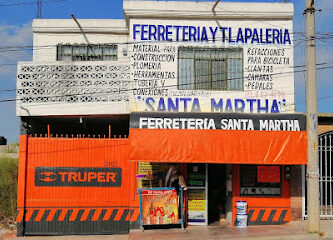 FERRETERIA Y TLAPALERIA
MATERIAL PARA
CONSTRUCCION
PLOMERIA
HERRAMIENTAS
TUBERIA Y
CONEXIONES
REFACCIONES
PARA BICICLETA
LLANTAS
CAMARAS
PEDALES
"SANTA MARTHA"
FERRETERÍA SANTA MARTHA
TRUPER